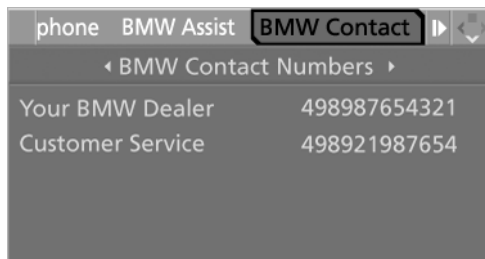 phone BMW Assist BMW Contact
BMW Contact Numbers
Your BMW Dealer 498987654321
Customer Service 498921987654